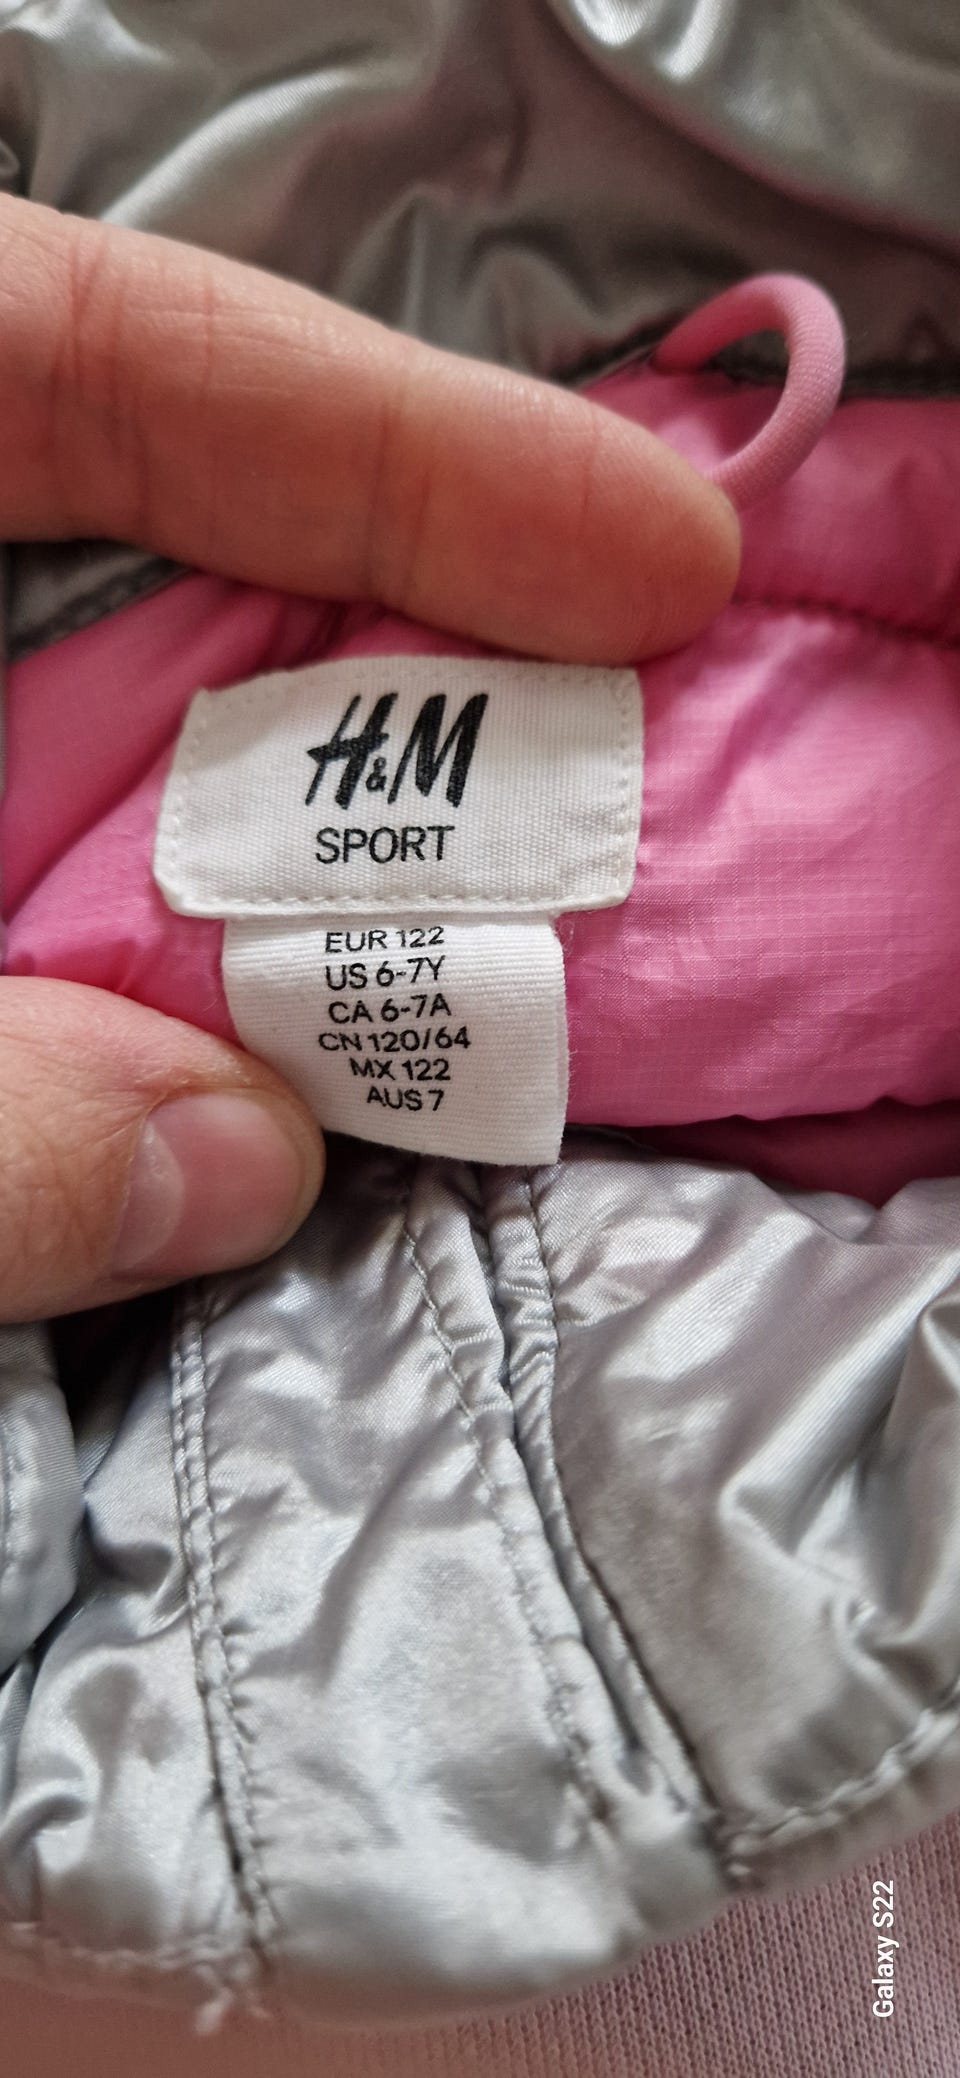 H&M
SPORT
EUR 122
US 6-7Y
CA 6-7A
CN 120/64
MX 122
AUS 7
Galaxy S22